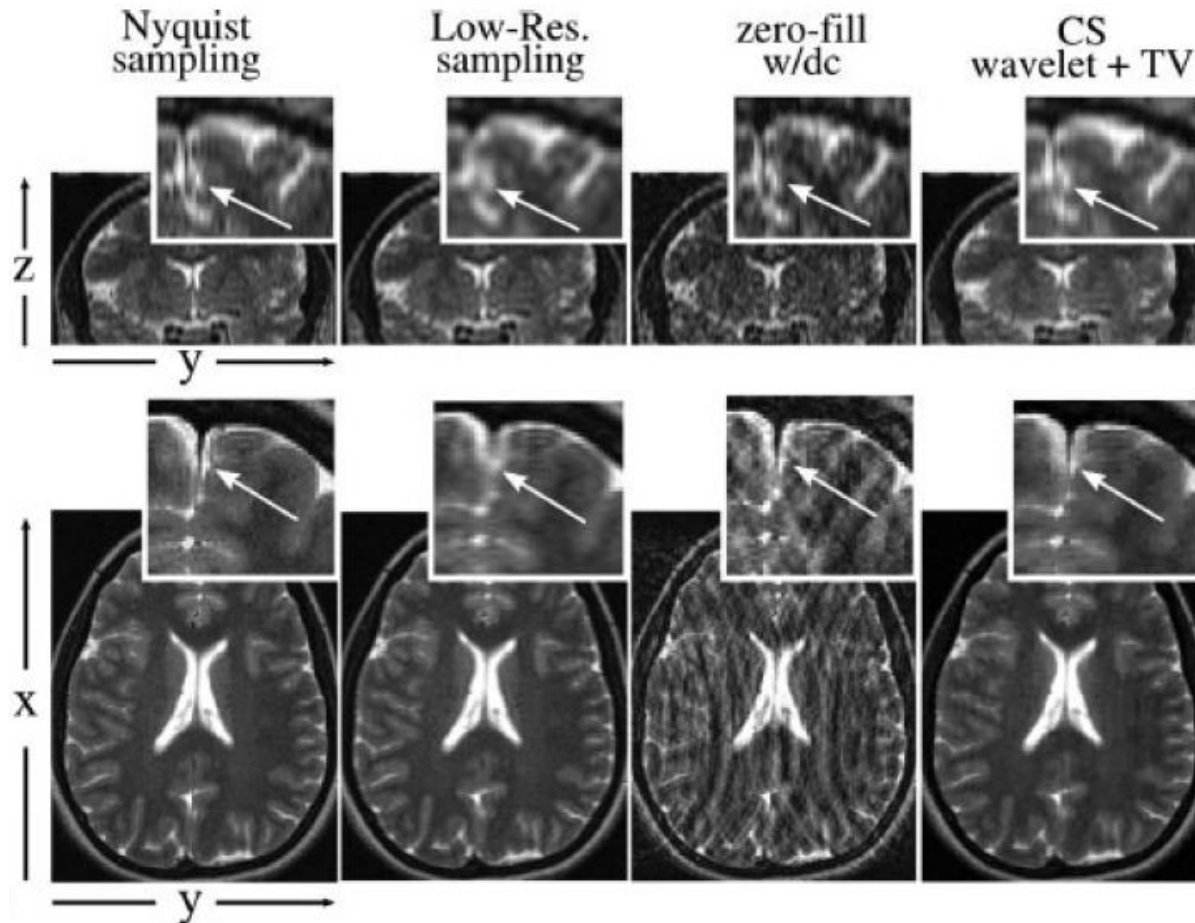 Nyquist
sampling
Low-Res.
sampling
zero-fill
w/dc
CS
wavelet + TV
z
y
x
y